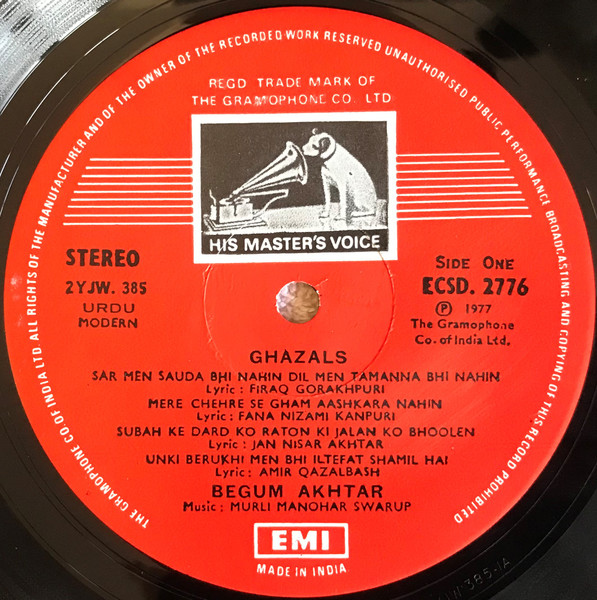 THE GRAMOPHONE CO. OF INDIA LTD. ALL RIGHTS OF THE MANUFACTURER AND OF THE OWNER OF THE RECORDED WORK RESERVED UNAUTHORISED PUBLIC PERFORMANCE BROADCASTING AND COPYING OF THIS RECORD PROHIBITED
REGD. TRADE MARK OF
THE GRAMOPHONE CO. LTD
HIS MASTER'S VOICE
STEREO
2YJW. 385
URDU
MODERN
SIDE ONE
ECSD. 2776
Ⓟ 1977
The Gramophone
Co. of India Ltd.
GHAZALS
SAR MEN SAUDA BHI NAHIN DIL MEN TAMANNA BHI NAHIN
Lyric : FIRAQ GORAKHPURI
MERE CHEHRE SE GHAM AASHKARA NAHIN
Lyric : FANA NIZAMI KANPURI
SUBAH KE DARD KO RATON KI JALAN KO BHOOLEN
Lyric : JAN NISAR AKHTAR
UNKI BERUKHI MEN BHI ILTEFAT SHAMIL HAI
Lyric : AMIR QAZALBASH
BEGUM AKHTAR
Music : MURLI MANOHAR SWARUP
EMI
MADE IN INDIA